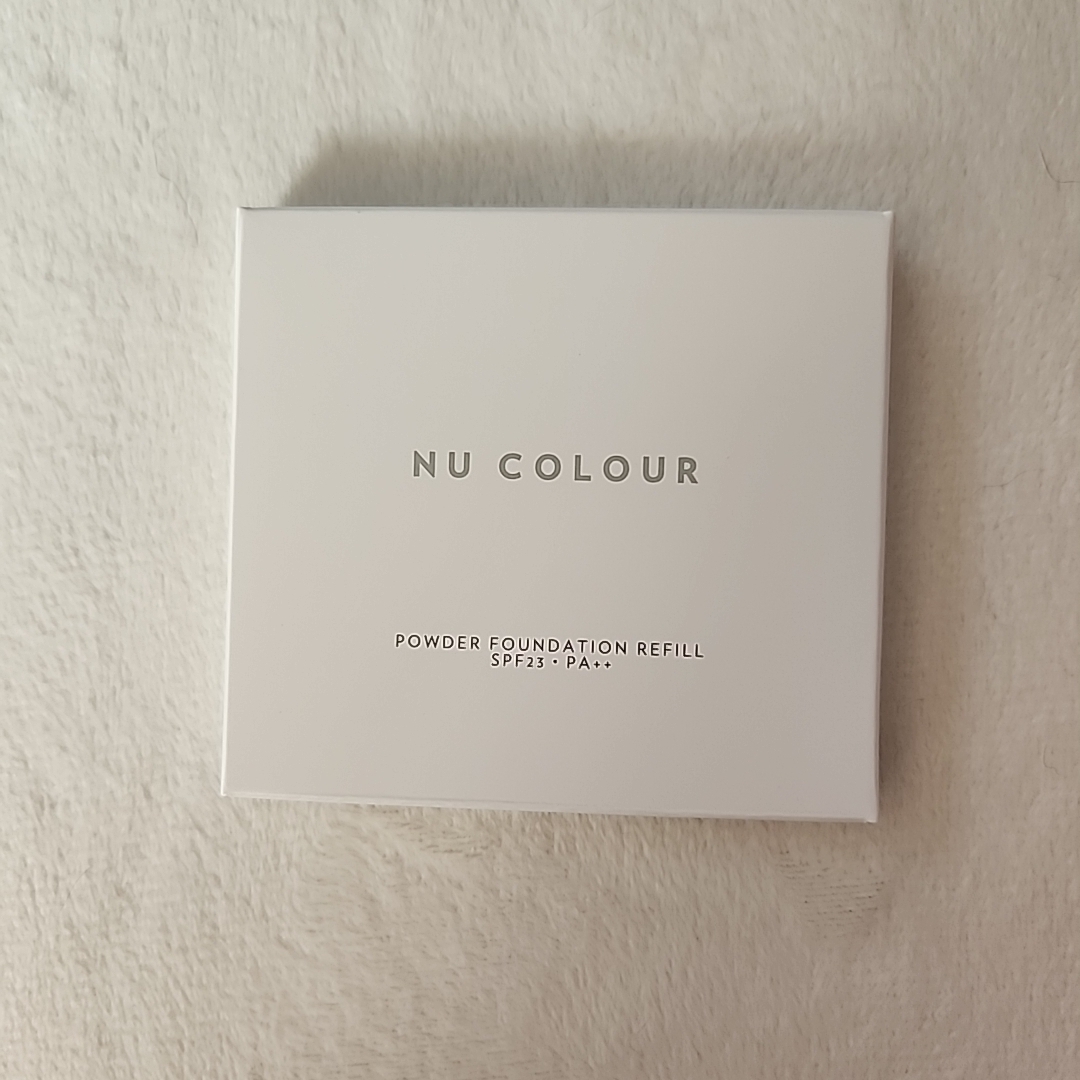 NU COLOUR
POWDER FOUNDATION REFILL
SPF23 • PA++